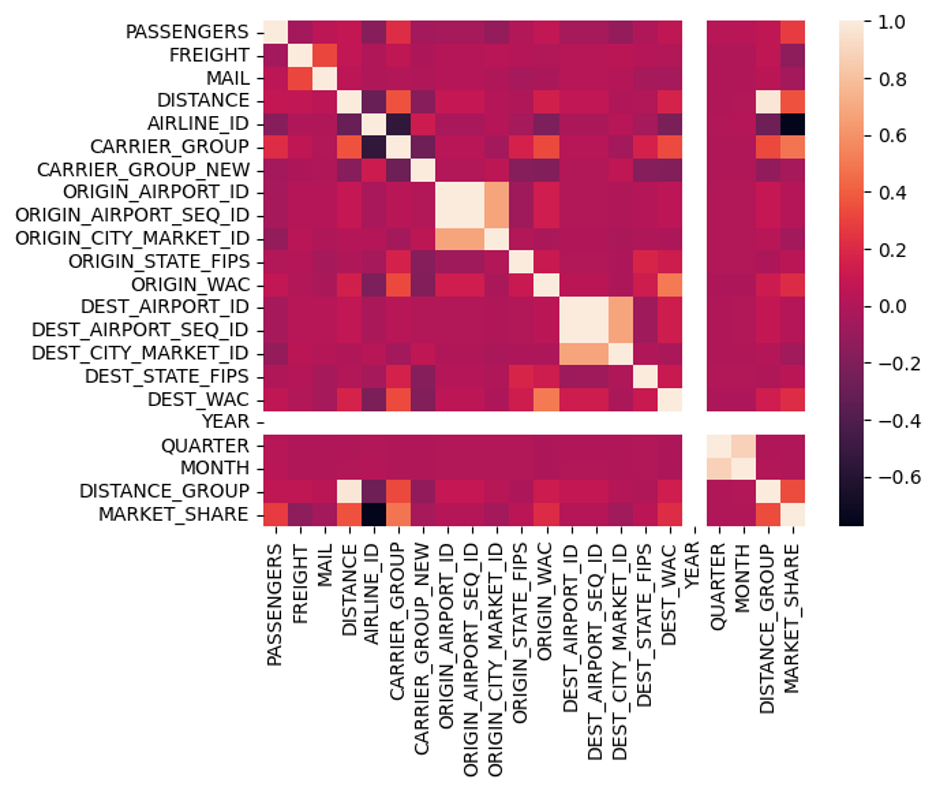 PASSENGERS
FREIGHT
MAIL
DISTANCE
AIRLINE_ID
CARRIER_GROUP
CARRIER_GROUP_NEW
ORIGIN_AIRPORT_ID
ORIGIN_AIRPORT_SEQ_ID
ORIGIN_CITY_MARKET_ID
ORIGIN_STATE_FIPS
ORIGIN_WAC
DEST_AIRPORT_ID
DEST_AIRPORT_SEQ_ID
DEST_CITY_MARKET_ID
DEST_STATE_FIPS
DEST_WAC
YEAR
QUARTER
MONTH
DISTANCE_GROUP
MARKET_SHARE
PASSENGERS
FREIGHT
MAIL
DISTANCE
AIRLINE_ID
CARRIER_GROUP
CARRIER_GROUP_NEW
ORIGIN_AIRPORT_ID
ORIGIN_AIRPORT_SEQ_ID
ORIGIN_CITY_MARKET_ID
ORIGIN_STATE_FIPS
ORIGIN_WAC
DEST_AIRPORT_ID
DEST_AIRPORT_SEQ_ID
DEST_CITY_MARKET_ID
DEST_STATE_FIPS
DEST_WAC
YEAR
QUARTER
MONTH
DISTANCE_GROUP
MARKET_SHARE
1.0
0.8
0.6
0.4
0.2
0.0
−0.2
−0.4
−0.6